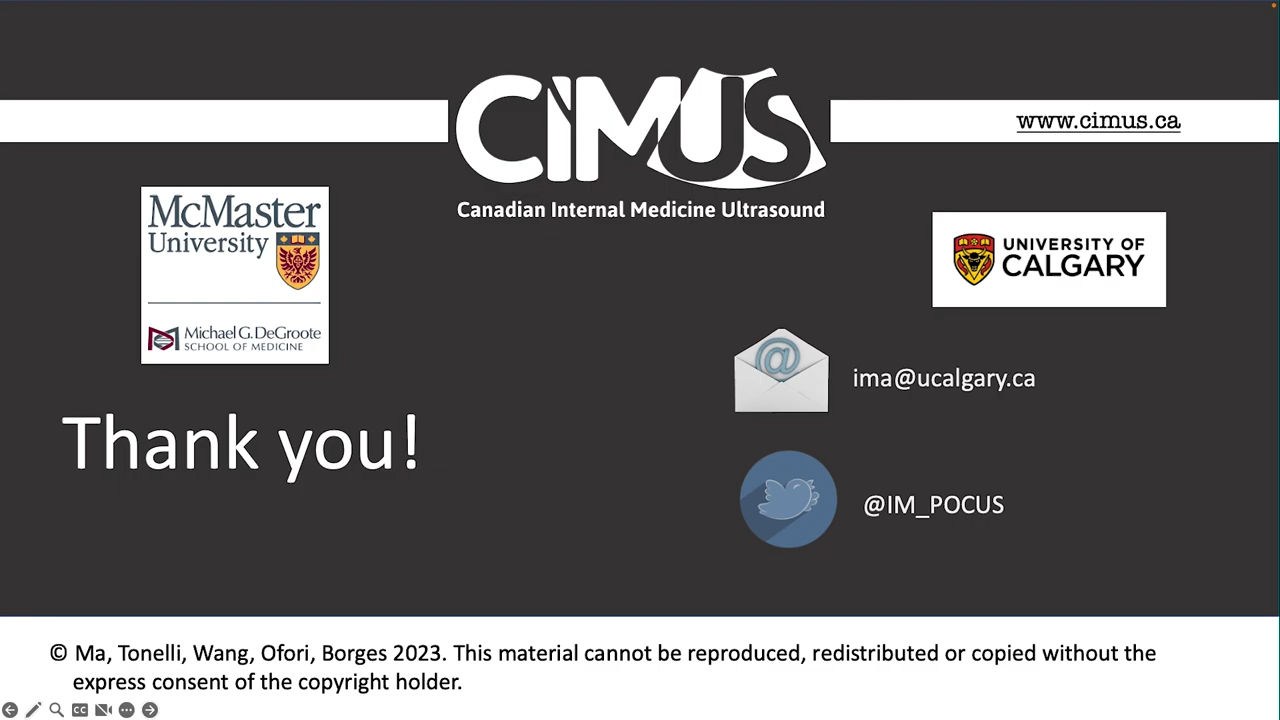 CIMUS
www.cimus.ca
Canadian Internal Medicine Ultrasound
McMaster
University
Michael G. DeGroote
SCHOOL OF MEDICINE
UNIVERSITY OF
CALGARY
@
ima@ucalgary.ca
Thank you!
@IM_POCUS
© Ma, Tonelli, Wang, Ofori, Borges 2023. This material cannot be reproduced, redistributed or copied without the
express consent of the copyright holder.
CC